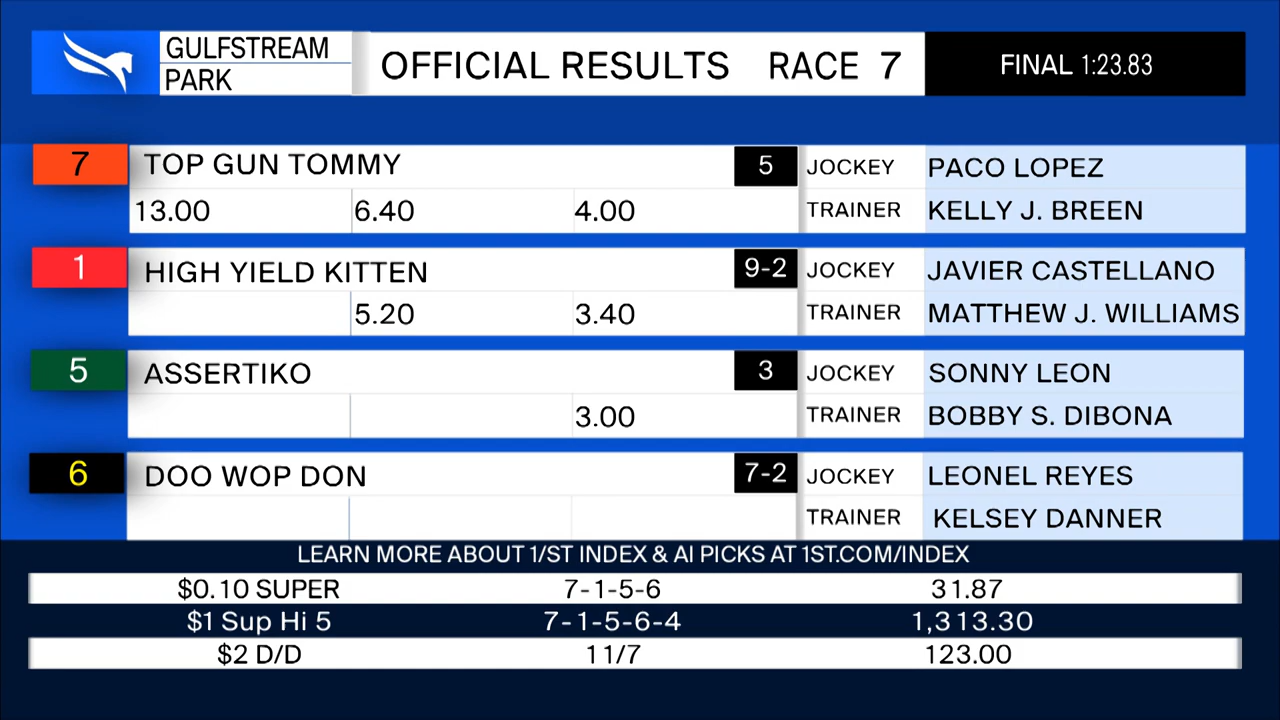 GULFSTREAM
PARK
OFFICIAL RESULTS RACE 7
FINAL 1:23.83
7 TOP GUN TOMMY 5 JOCKEY PACO LOPEZ
13.00 6.40 4.00 TRAINER KELLY J. BREEN
1 HIGH YIELD KITTEN 9-2 JOCKEY JAVIER CASTELLANO
5.20 3.40 TRAINER MATTHEW J. WILLIAMS
5 ASSERTIKO 3 JOCKEY SONNY LEON
3.00 TRAINER BOBBY S. DIBONA
6 DOO WOP DON 7-2 JOCKEY LEONEL REYES
TRAINER KELSEY DANNER
LEARN MORE ABOUT 1/ST INDEX & AI PICKS AT 1ST.COM/INDEX
$0.10 SUPER 7-1-5-6 31.87
$1 Sup Hi 5 7-1-5-6-4 1,313.30
$2 D/D 11/7 123.00